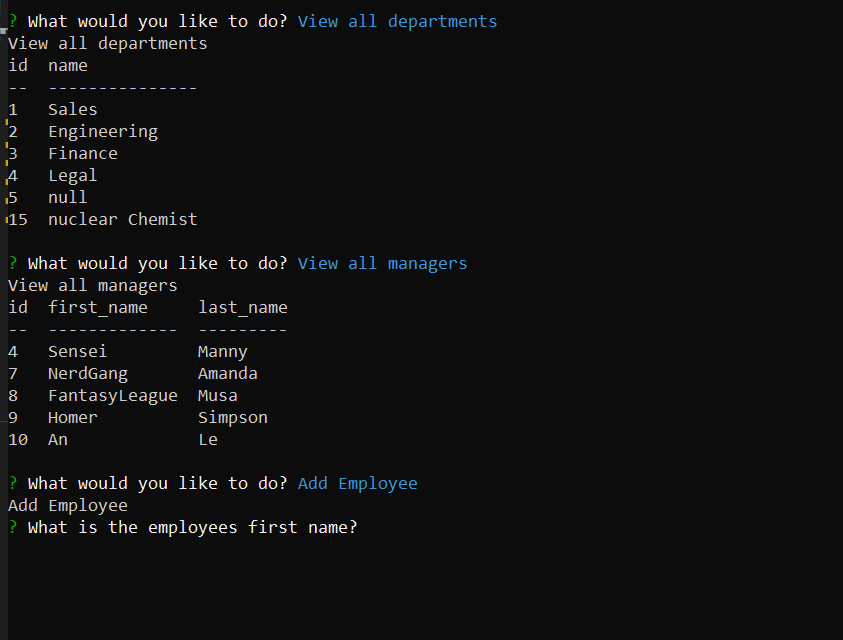 ? What would you like to do? View all departments
View all departments
id  name
--  ---------------
1   Sales
2   Engineering
3   Finance
4   Legal
5   null
15  nuclear Chemist
? What would you like to do? View all managers
View all managers
id  first_name     last_name
--  -------------  ---------
4   Sensei         Manny
7   NerdGang       Amanda
8   FantasyLeague  Musa
9   Homer          Simpson
10  An             Le
? What would you like to do? Add Employee
Add Employee
? What is the employees first name?